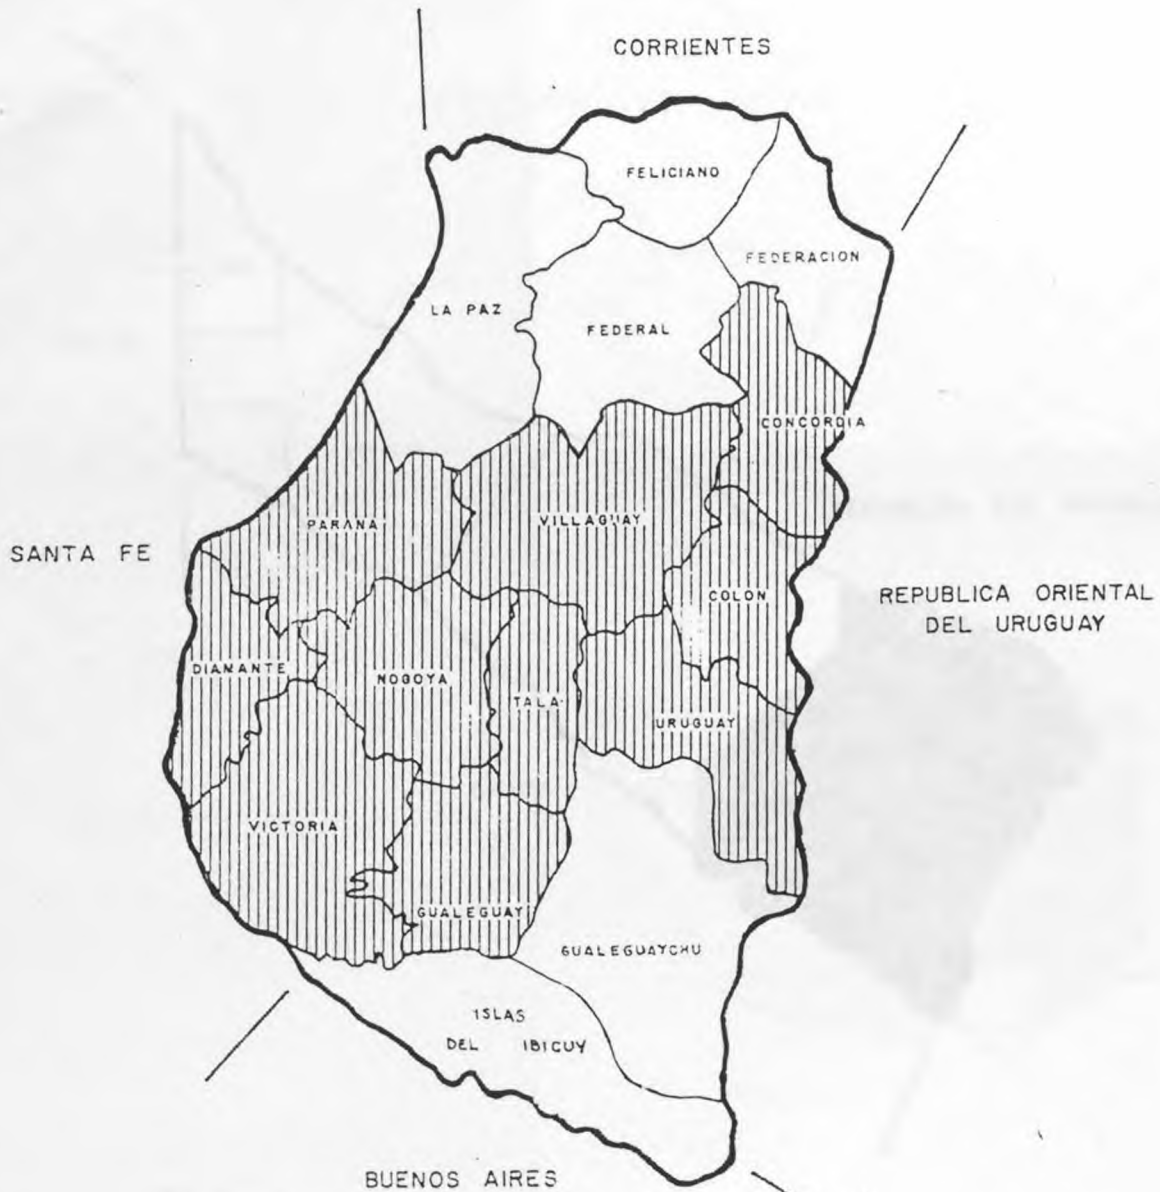 CORRIENTES
FELICIANO
FEDERACION
LA PAZ
FEDERAL
CONCORDIA
PARANA
VILLAGUAY
SANTA FE
COLON
REPUBLICA ORIENTAL
DEL URUGUAY
DIAMANTE
NOGOYA
TALA
URUGUAY
VICTORIA
GUALEGUAY
GUALEGUAYCHU
ISLAS
DEL IBICUY
BUENOS AIRES